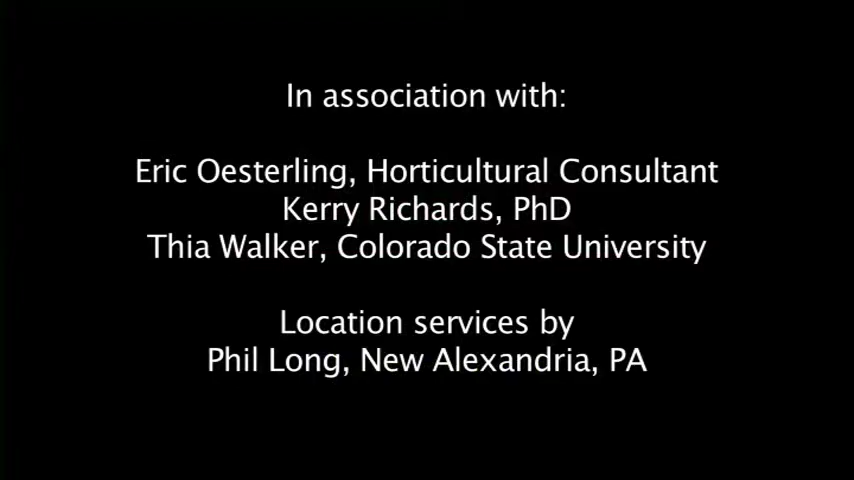 In association with:
Eric Oesterling, Horticultural Consultant
Kerry Richards, PhD
Thia Walker, Colorado State University
Location services by
Phil Long, New Alexandria, PA